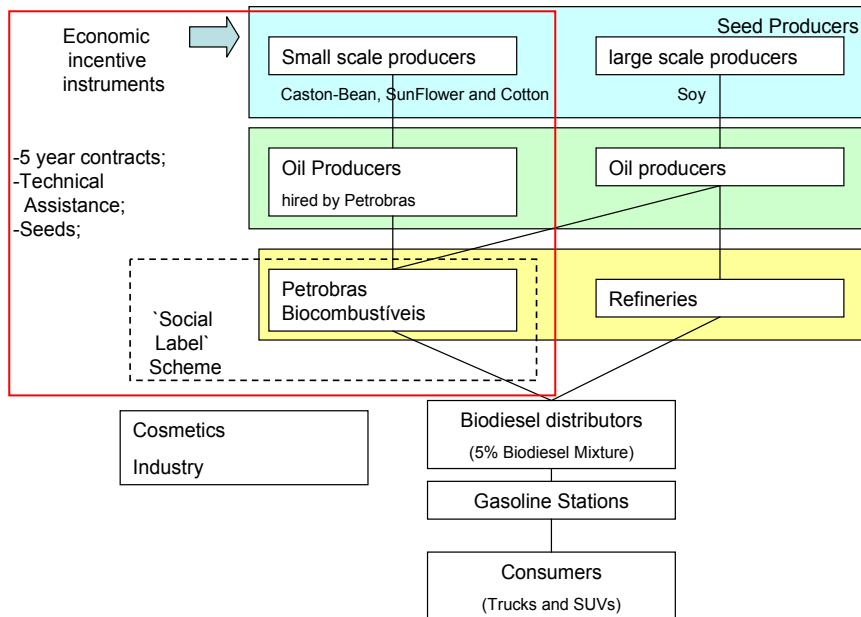 Seed Producers
Economic
incentive
instruments
Small scale producers
large scale producers
Caston-Bean, SunFlower and Cotton
Soy
-5 year contracts;
-Technical
Assistance;
-Seeds;
Oil Producers
hired by Petrobras
Oil producers
Petrobras
Biocombustíveis
Refineries
`Social
Label`
Scheme
Cosmetics
Industry
Biodiesel distributors
(5% Biodiesel Mixture)
Gasoline Stations
Consumers
(Trucks and SUVs)